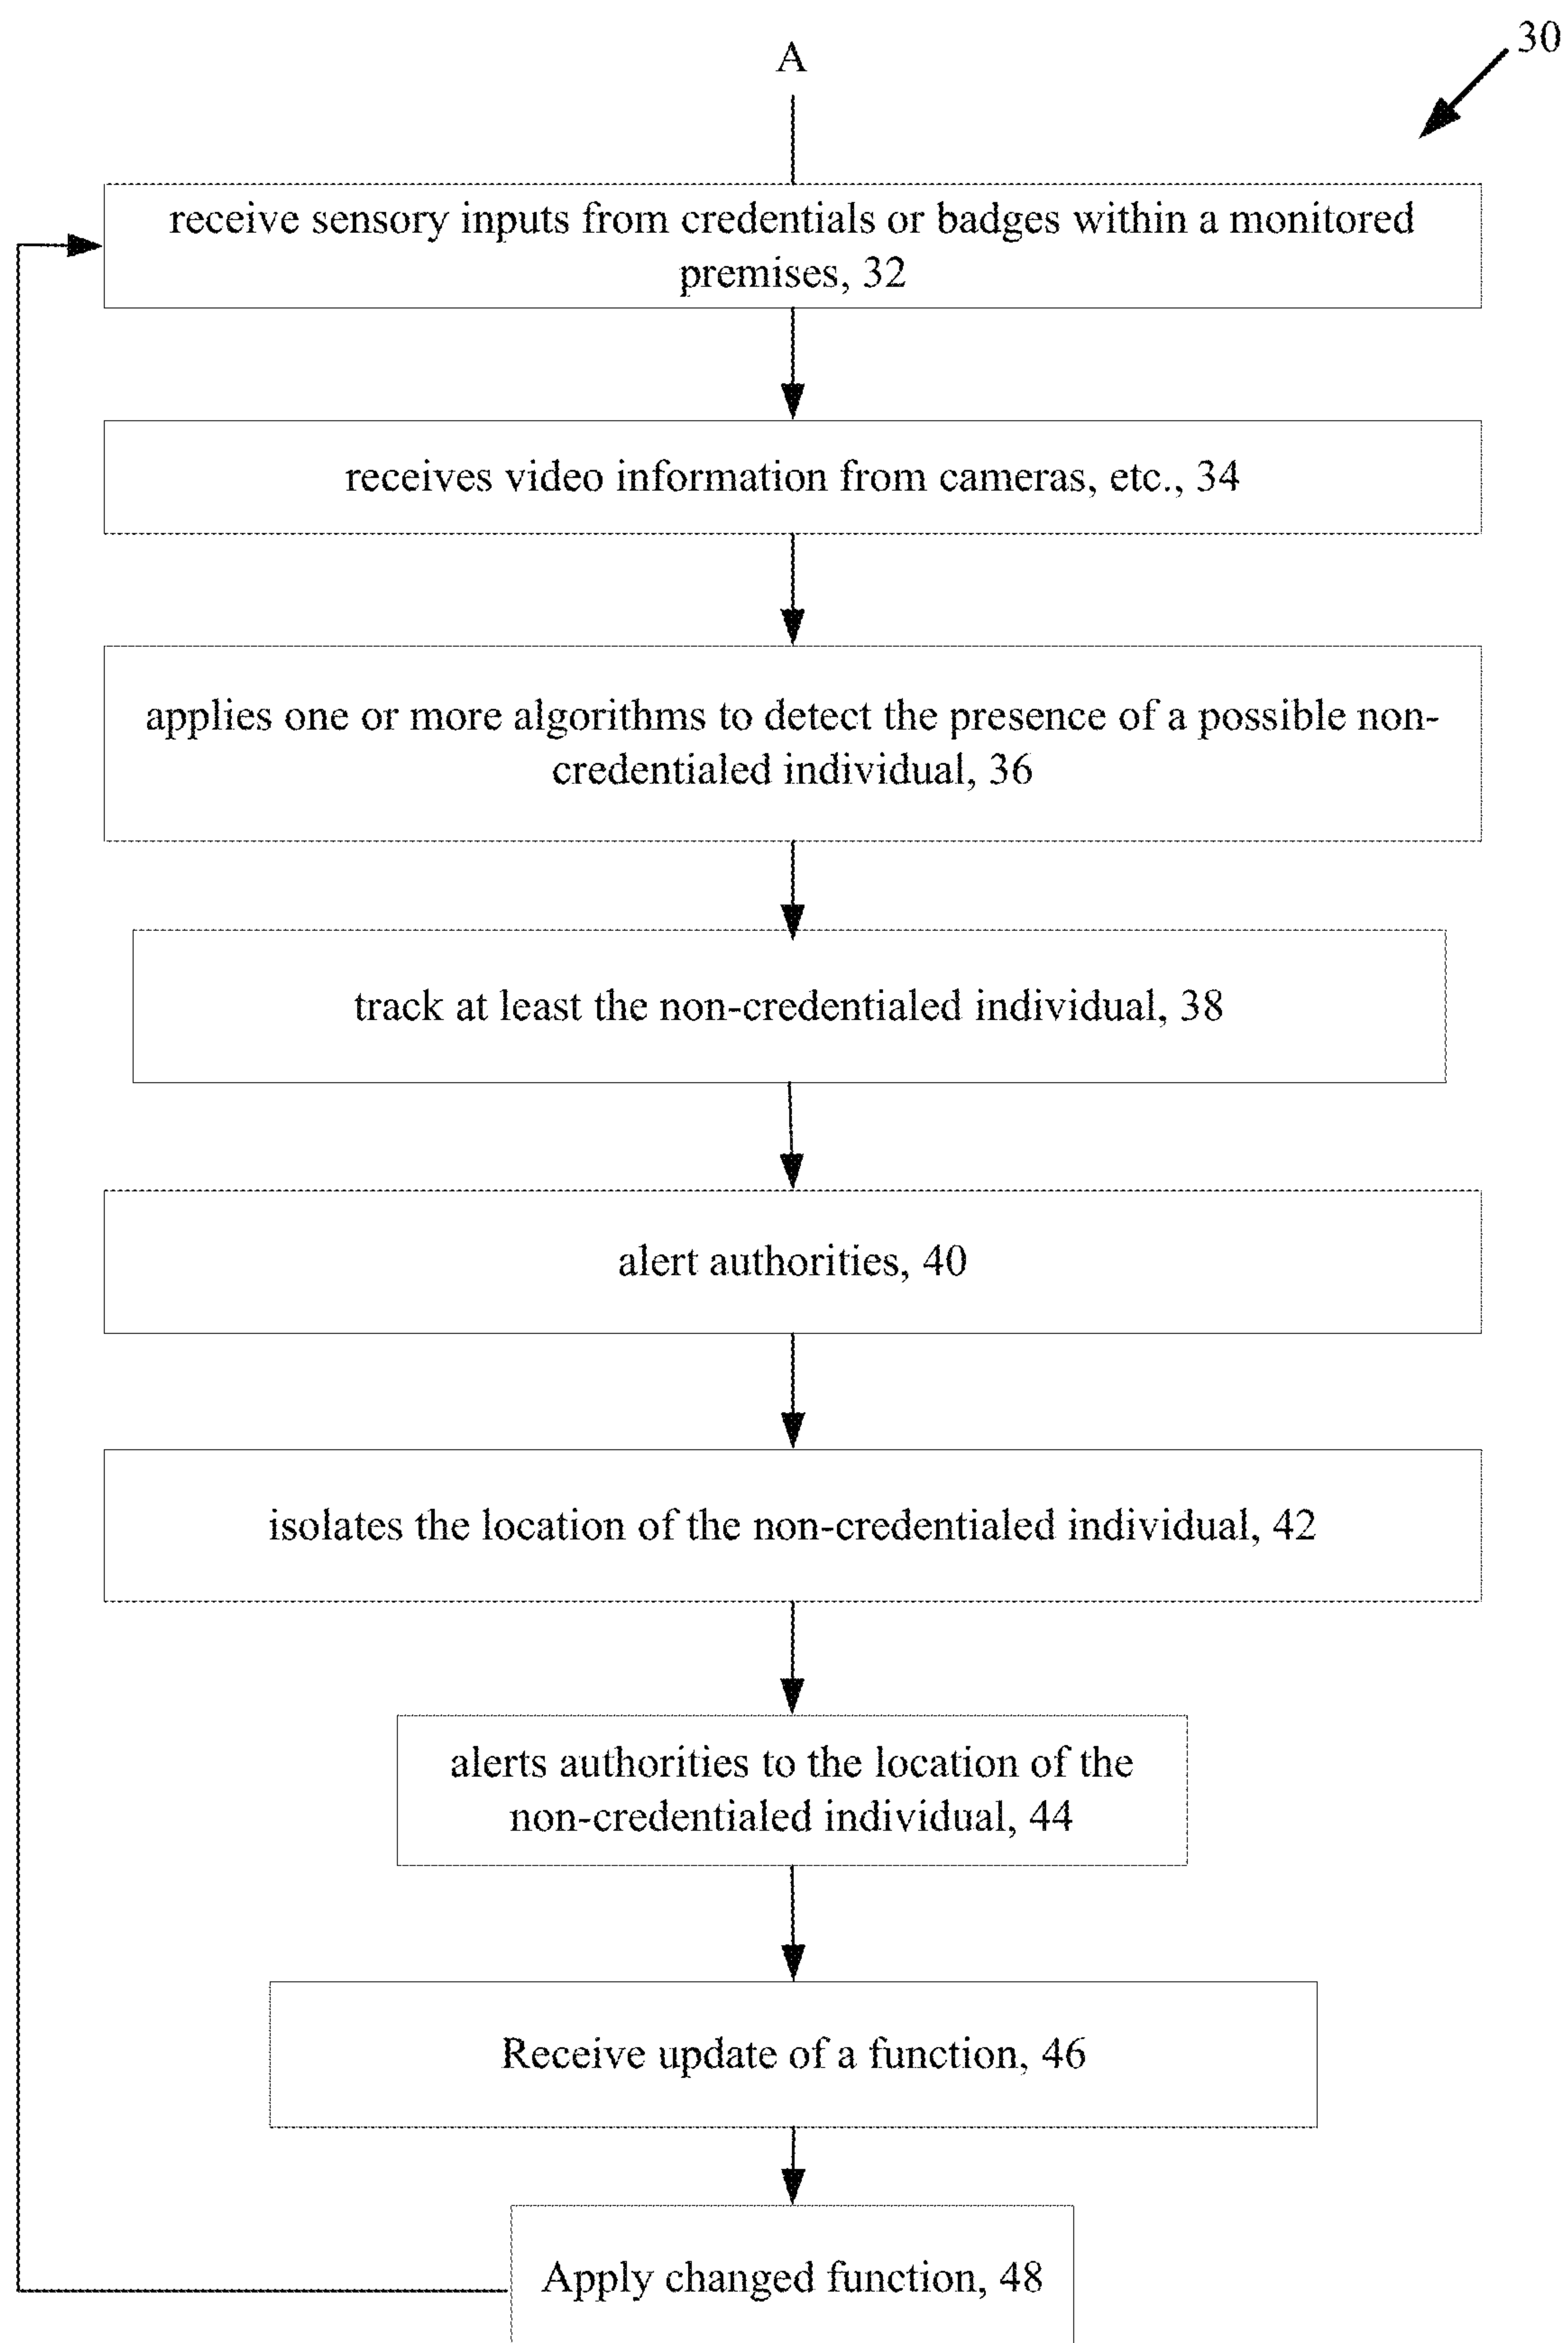 30
A
receive sensory inputs from credentials or badges within a monitored
premises, 32
receives video information from cameras, etc., 34
applies one or more algorithms to detect the presence of a possible non-
credentialed individual, 36
track at least the non-credentialed individual, 38
alert authorities, 40
isolates the location of the non-credentialed individual, 42
alerts authorities to the location of the
non-credentialed individual, 44
Receive update of a function, 46
Apply changed function, 48